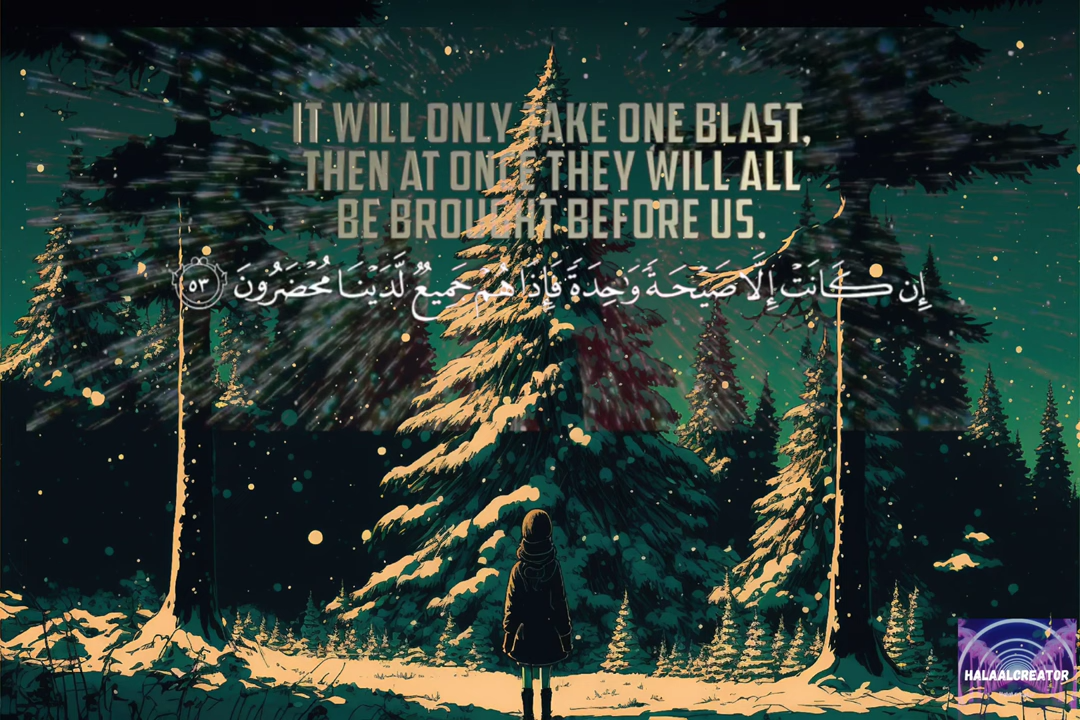 IT WILL ONLY TAKE ONE BLAST,
THEN AT ONCE THEY WILL ALL
BE BROUGHT BEFORE US.
إِن كَانَتْ إِلَّا صَيْحَةً وَٰحِدَةً فَإِذَا هُمْ جَمِيعٌ لَّدَيْنَا مُحْضَرُونَ ٥٣
HALAALCREATOR